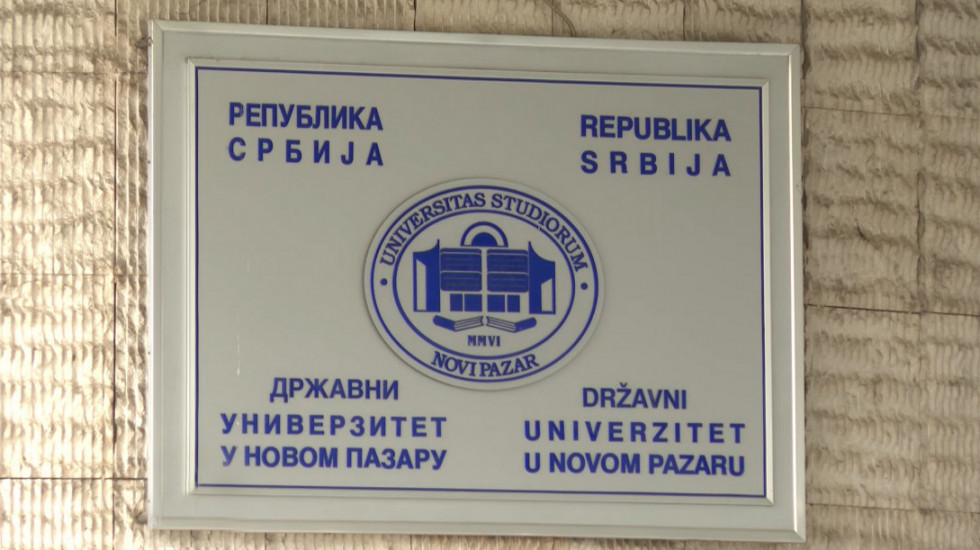 РЕПУБЛИКА
СРБИЈА
REPUBLIKA
SRBIJA
UNIVERSITAS STUDIORUM
MMVI
NOVI PAZAR
ДРЖАВНИ
УНИВЕРЗИТЕТ
У НОВОМ ПАЗАРУ
DRŽAVNI
UNIVERZITET
U NOVOM PAZARU